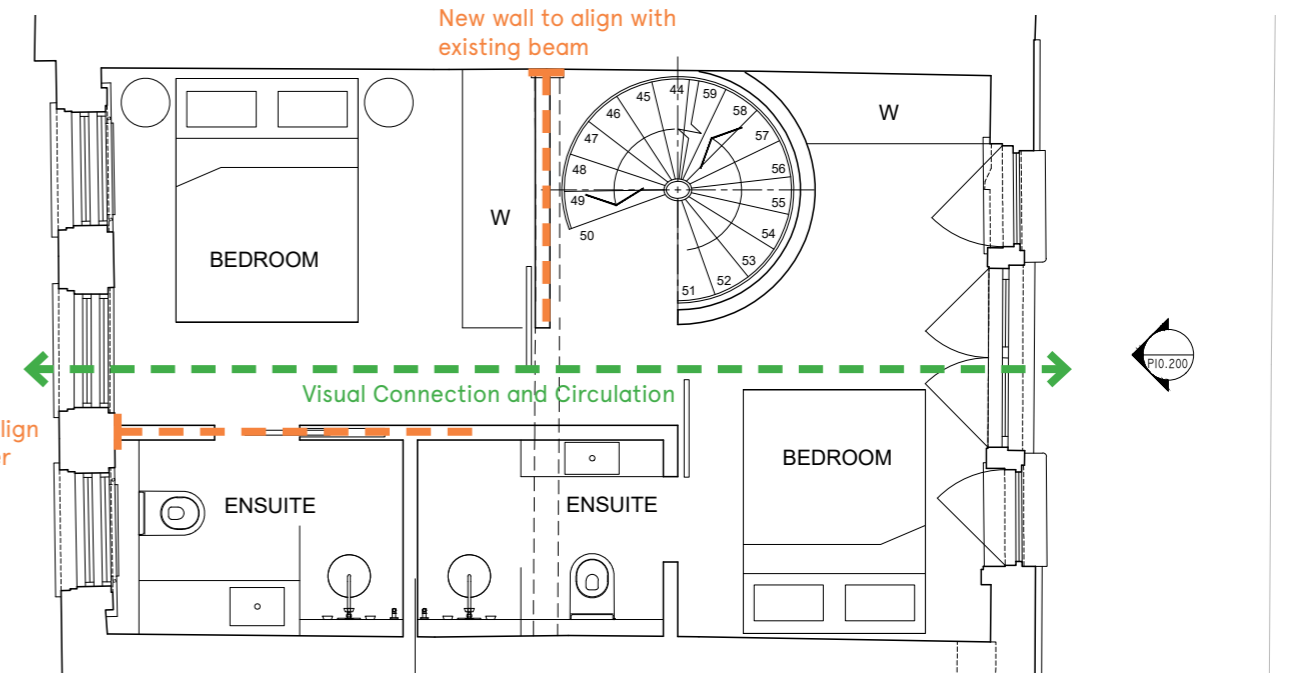 New wall to align with
existing beam
44
59
45
58
46
57
47
W
48
56
49
55
50
54
53
52
51
W
BEDROOM
Visual Connection and Circulation
P10.200
lign
r
BEDROOM
ENSUITE
ENSUITE